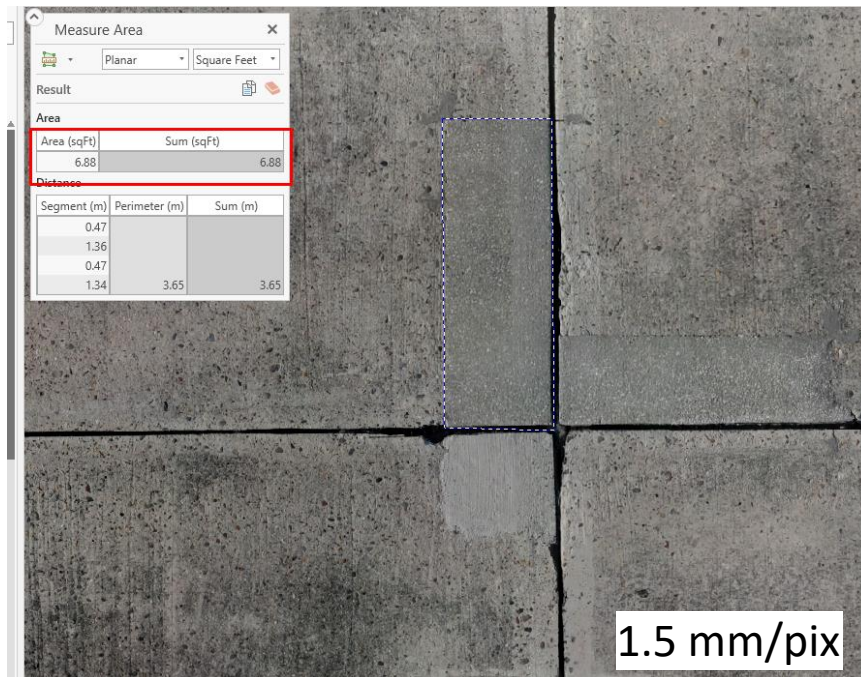 Measure Area
Planar Square Feet
Result
Area
Area (sqFt) Sum (sqFt)
6.88 6.88
Distance
Segment (m) Perimeter (m) Sum (m)
0.47
1.36
0.47
1.34 3.65 3.65
1.5 mm/pix